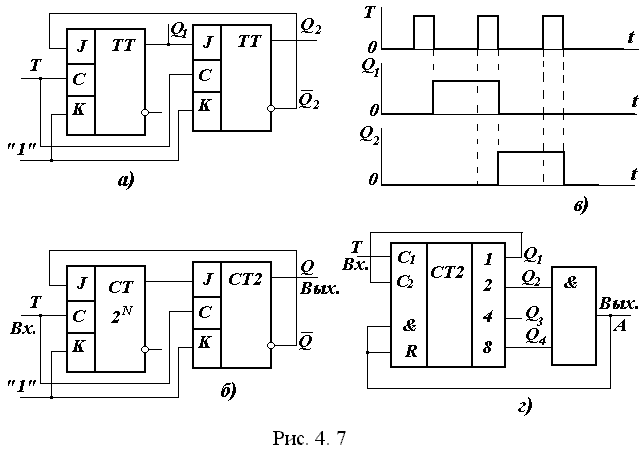 Q1
Q2
J TT J TT
T
C C
K K
Q̅2
"1"
а)
T
0 t
Q1
0 t
Q2
0 t
в)
J CT 2^N J CT2 Q
Вых.
T
Вх.
C C
K K
Q̅
"1"
б)
T
Вх.
C1 CT2 1 Q1
C2 2 Q2 &
4 Q3
& 8 Q4
R
Вых.
A
г)
Рис. 4. 7